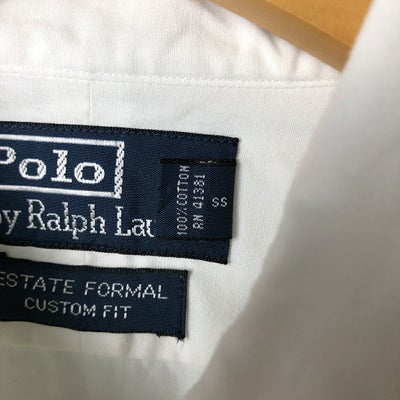 Polo
by Ralph Lau
100% COTTON
RN 41381
SS
ESTATE FORMAL
CUSTOM FIT